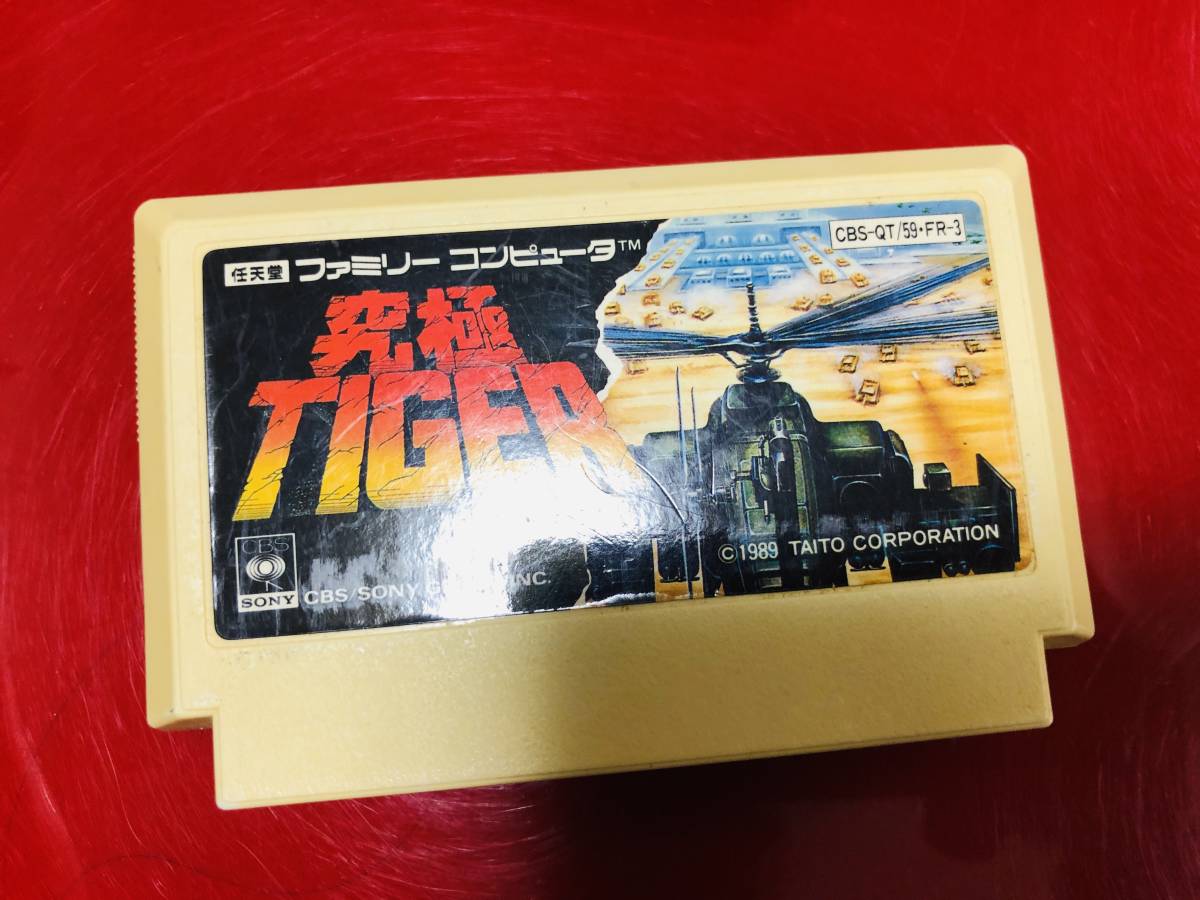 任天堂 ファミリー コンピュータ™
CBS-QT/59・FR-3
究極
TIGER
©1989 TAITO CORPORATION
CBS
SONY
CBS/SONY INC.